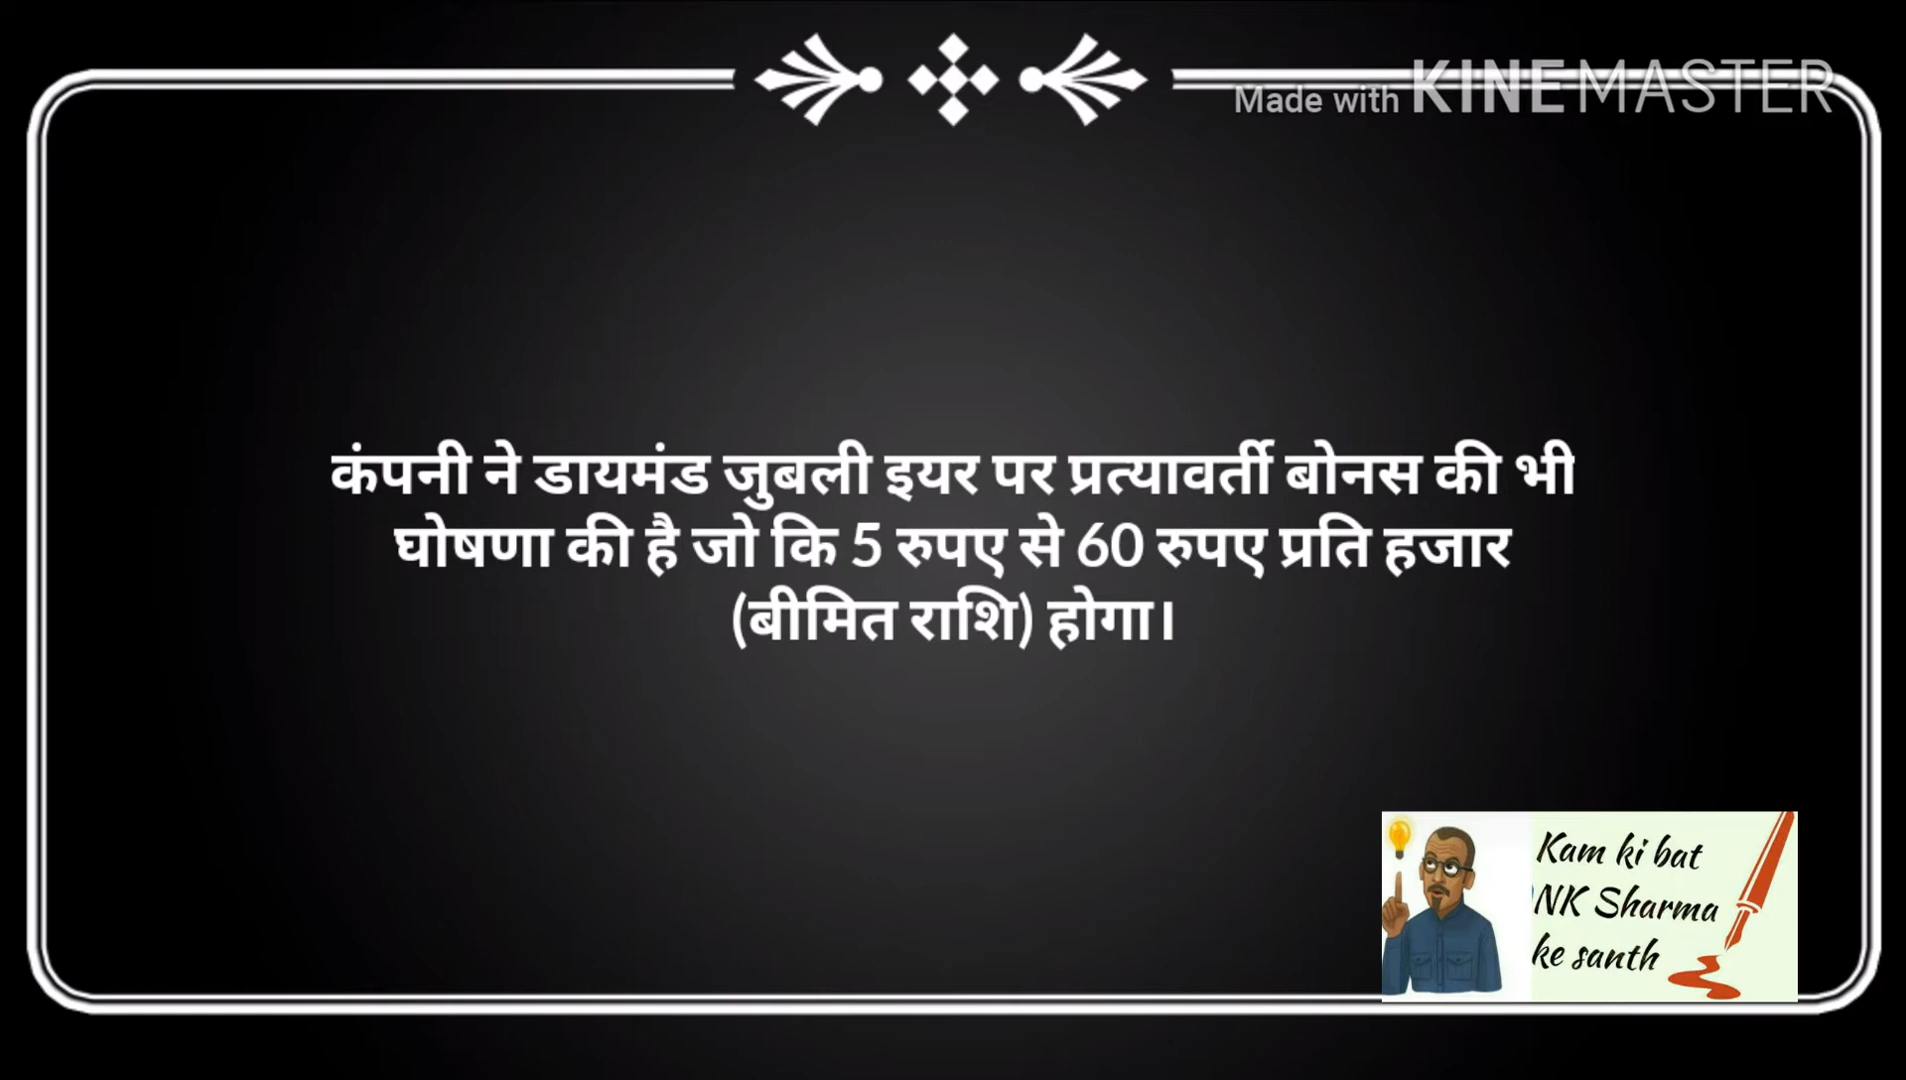 Made with KINEMASTER
कंपनी ने डायमंड जुबली इयर पर प्रत्यावर्ती बोनस की भी
घोषणा की है जो कि 5 रुपए से 60 रुपए प्रति हजार
(बीमित राशि) होगा।
Kam ki bat
NK Sharma
ke santh